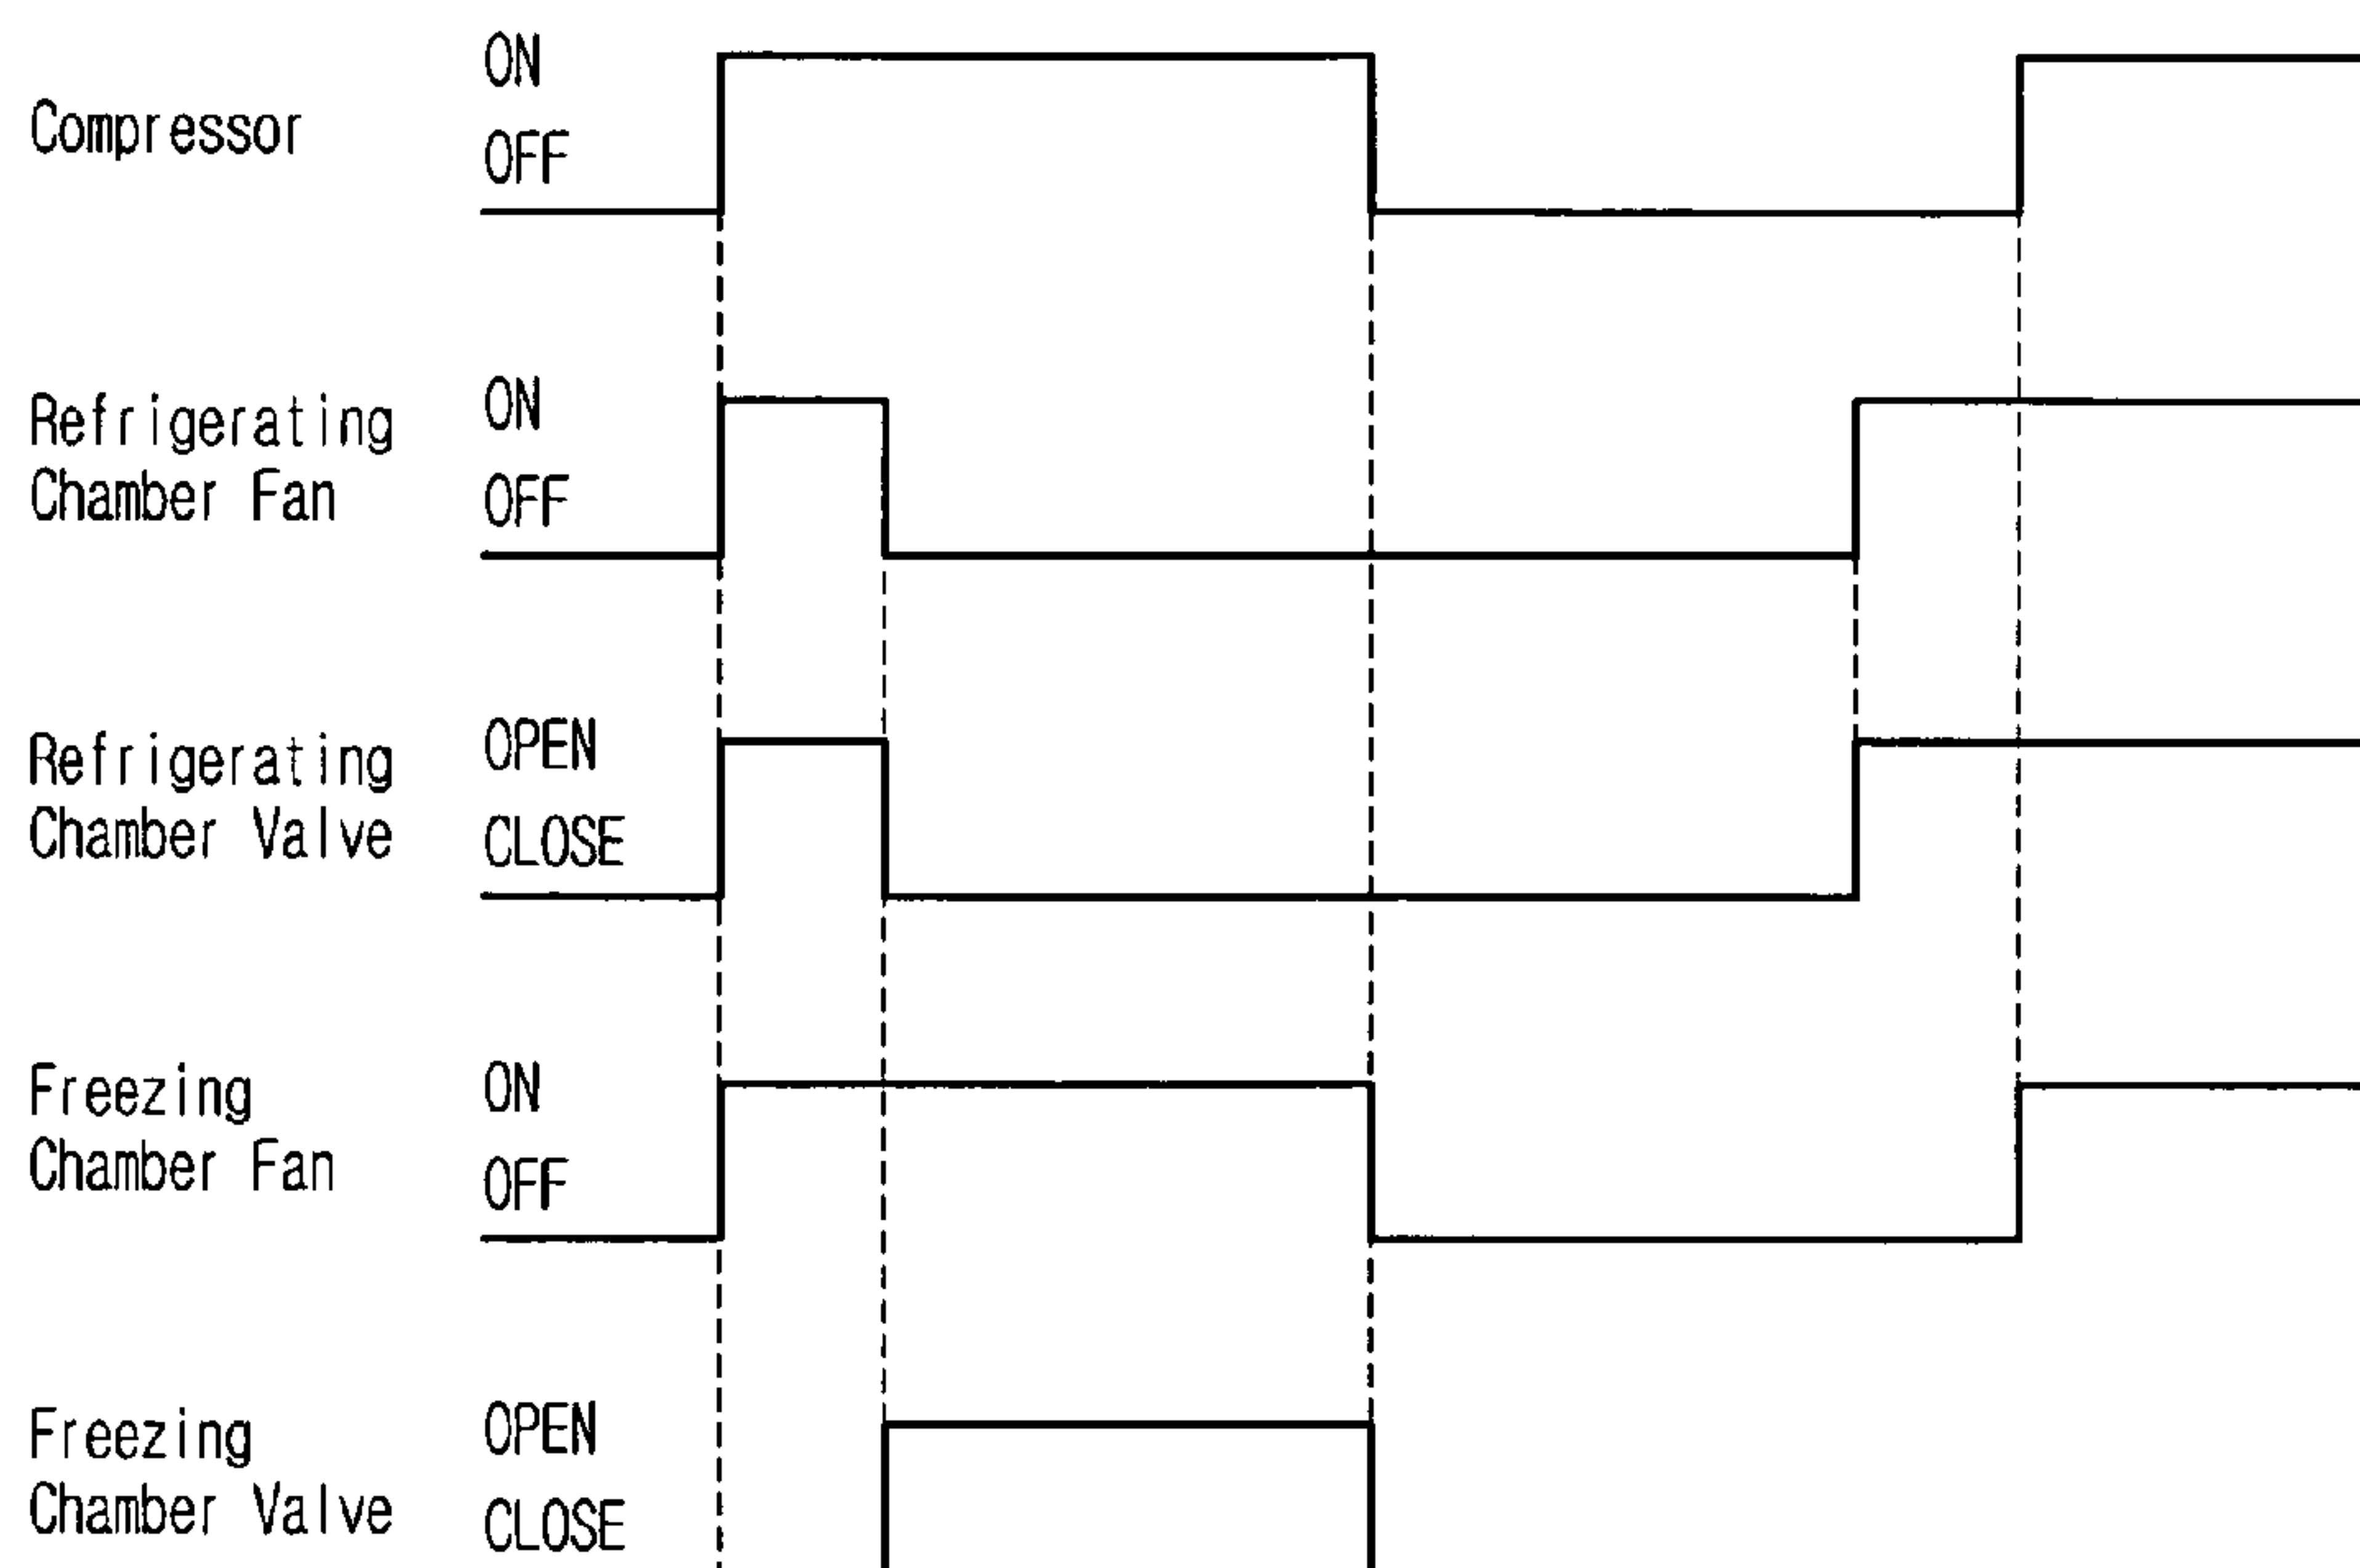 ON
Compressor
OFF
ON
Refrigerating
Chamber Fan
OFF
OPEN
Refrigerating
Chamber Valve
CLOSE
ON
Freezing
Chamber Fan
OFF
OPEN
Freezing
Chamber Valve
CLOSE